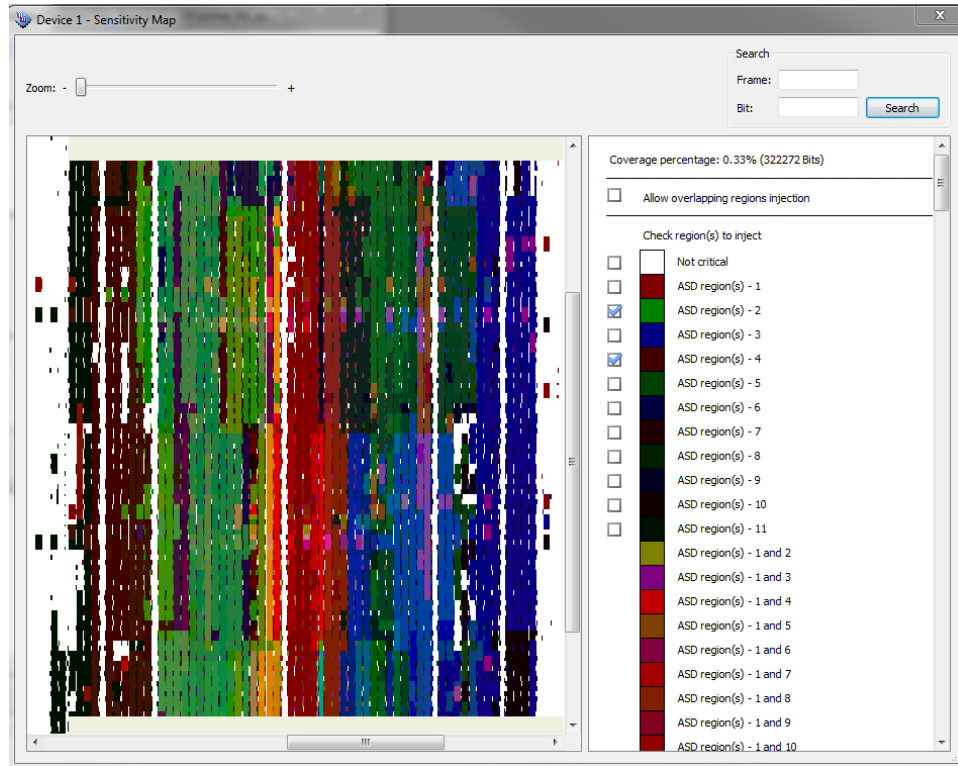 Device 1 - Sensitivity Map
Zoom: - +
Search
Frame:
Bit:
Search
Coverage percentage: 0.33% (322272 Bits)
Allow overlapping regions injection
Check region(s) to inject
Not critical
ASD region(s) - 1
ASD region(s) - 2
ASD region(s) - 3
ASD region(s) - 4
ASD region(s) - 5
ASD region(s) - 6
ASD region(s) - 7
ASD region(s) - 8
ASD region(s) - 9
ASD region(s) - 10
ASD region(s) - 11
ASD region(s) - 1 and 2
ASD region(s) - 1 and 3
ASD region(s) - 1 and 4
ASD region(s) - 1 and 5
ASD region(s) - 1 and 6
ASD region(s) - 1 and 7
ASD region(s) - 1 and 8
ASD region(s) - 1 and 9
ASD region(s) - 1 and 10